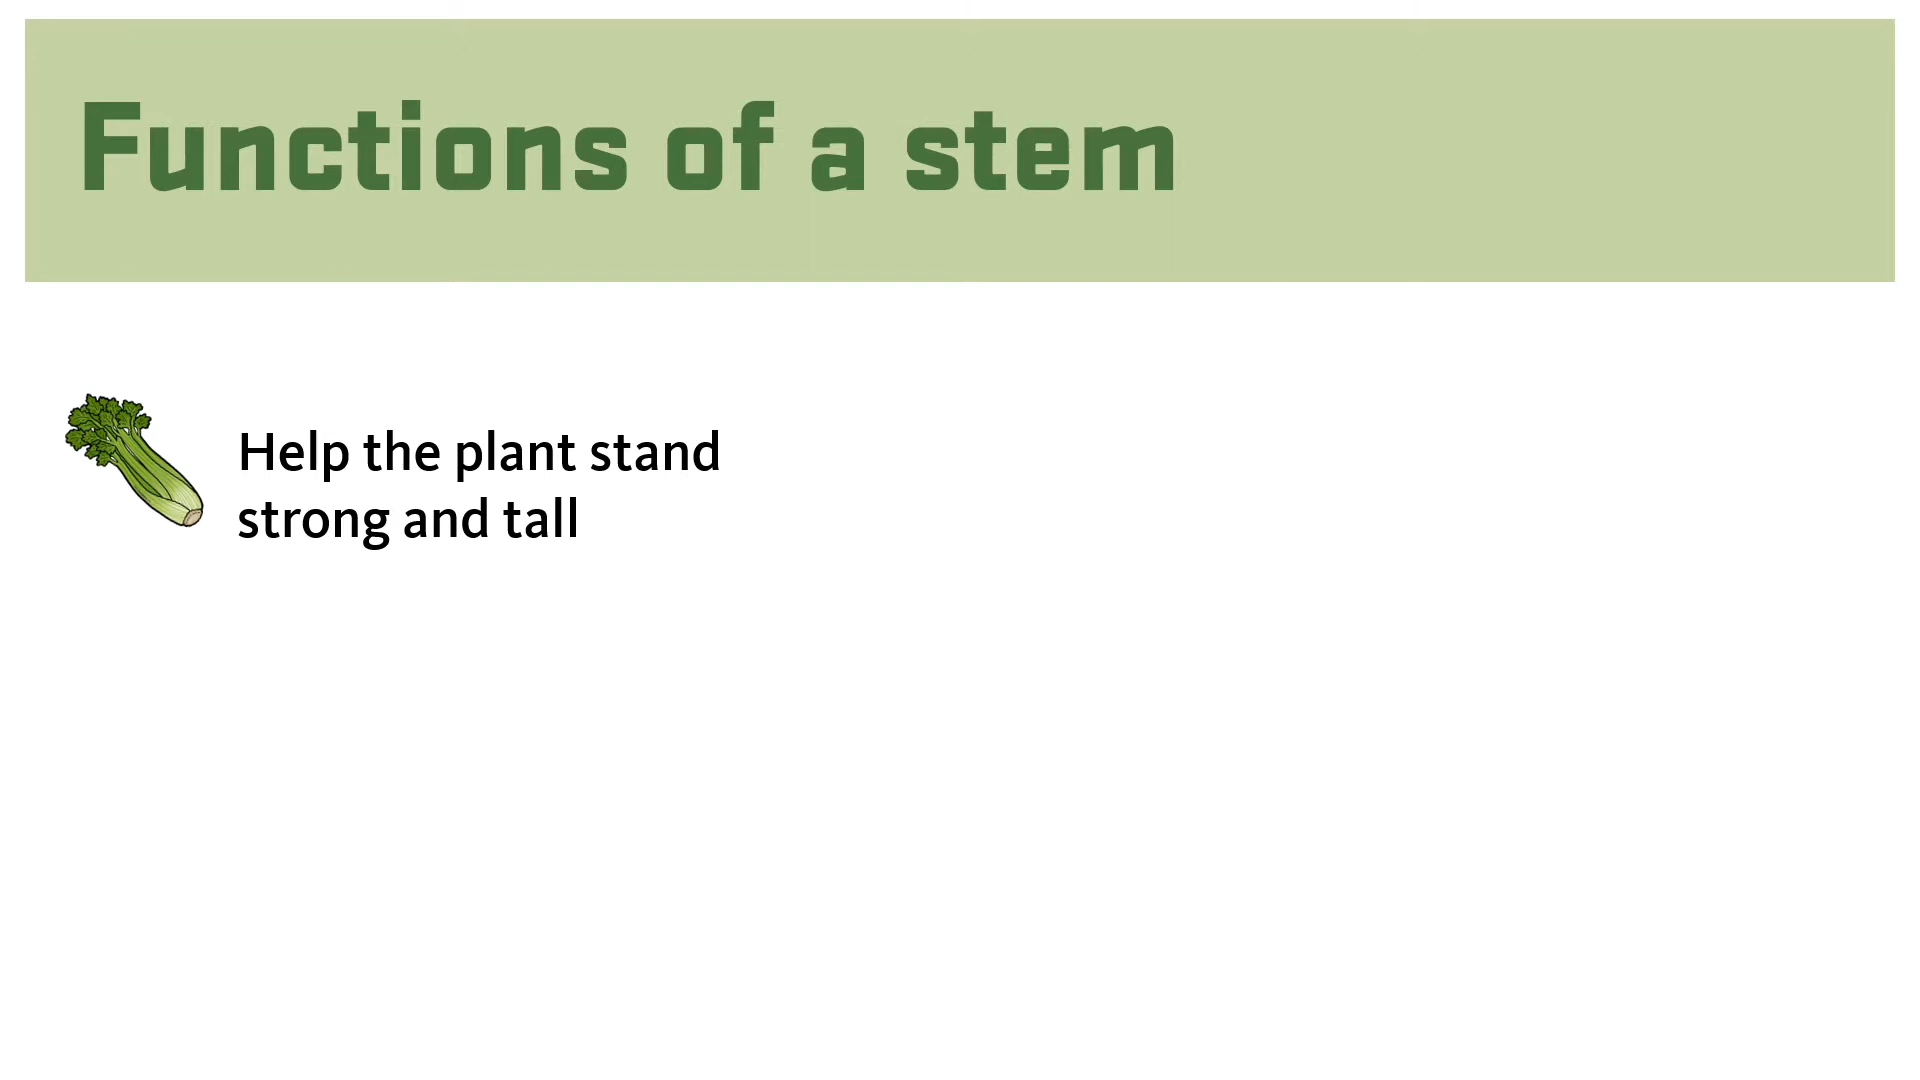 Functions of a stem
Help the plant stand
strong and tall